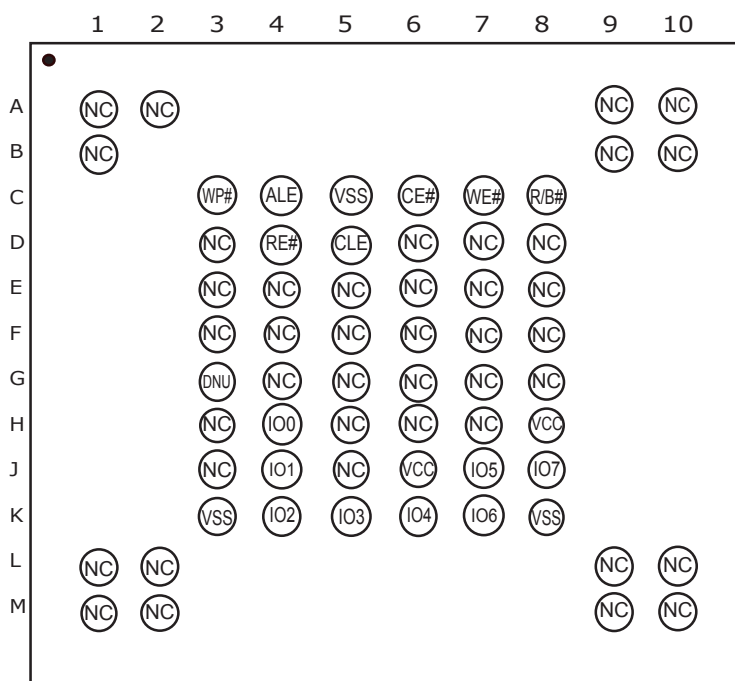 1 2 3 4 5 6 7 8 9 10
A NC NC NC NC
B NC NC NC
C WP# ALE VSS CE# WE# R/B#
D NC RE# CLE NC NC NC
E NC NC NC NC NC NC
F NC NC NC NC NC NC
G DNU NC NC NC NC NC
H NC IO0 NC NC NC VCC
J NC IO1 NC VCC IO5 IO7
K VSS IO2 IO3 IO4 IO6 VSS
L NC NC NC NC
M NC NC NC NC